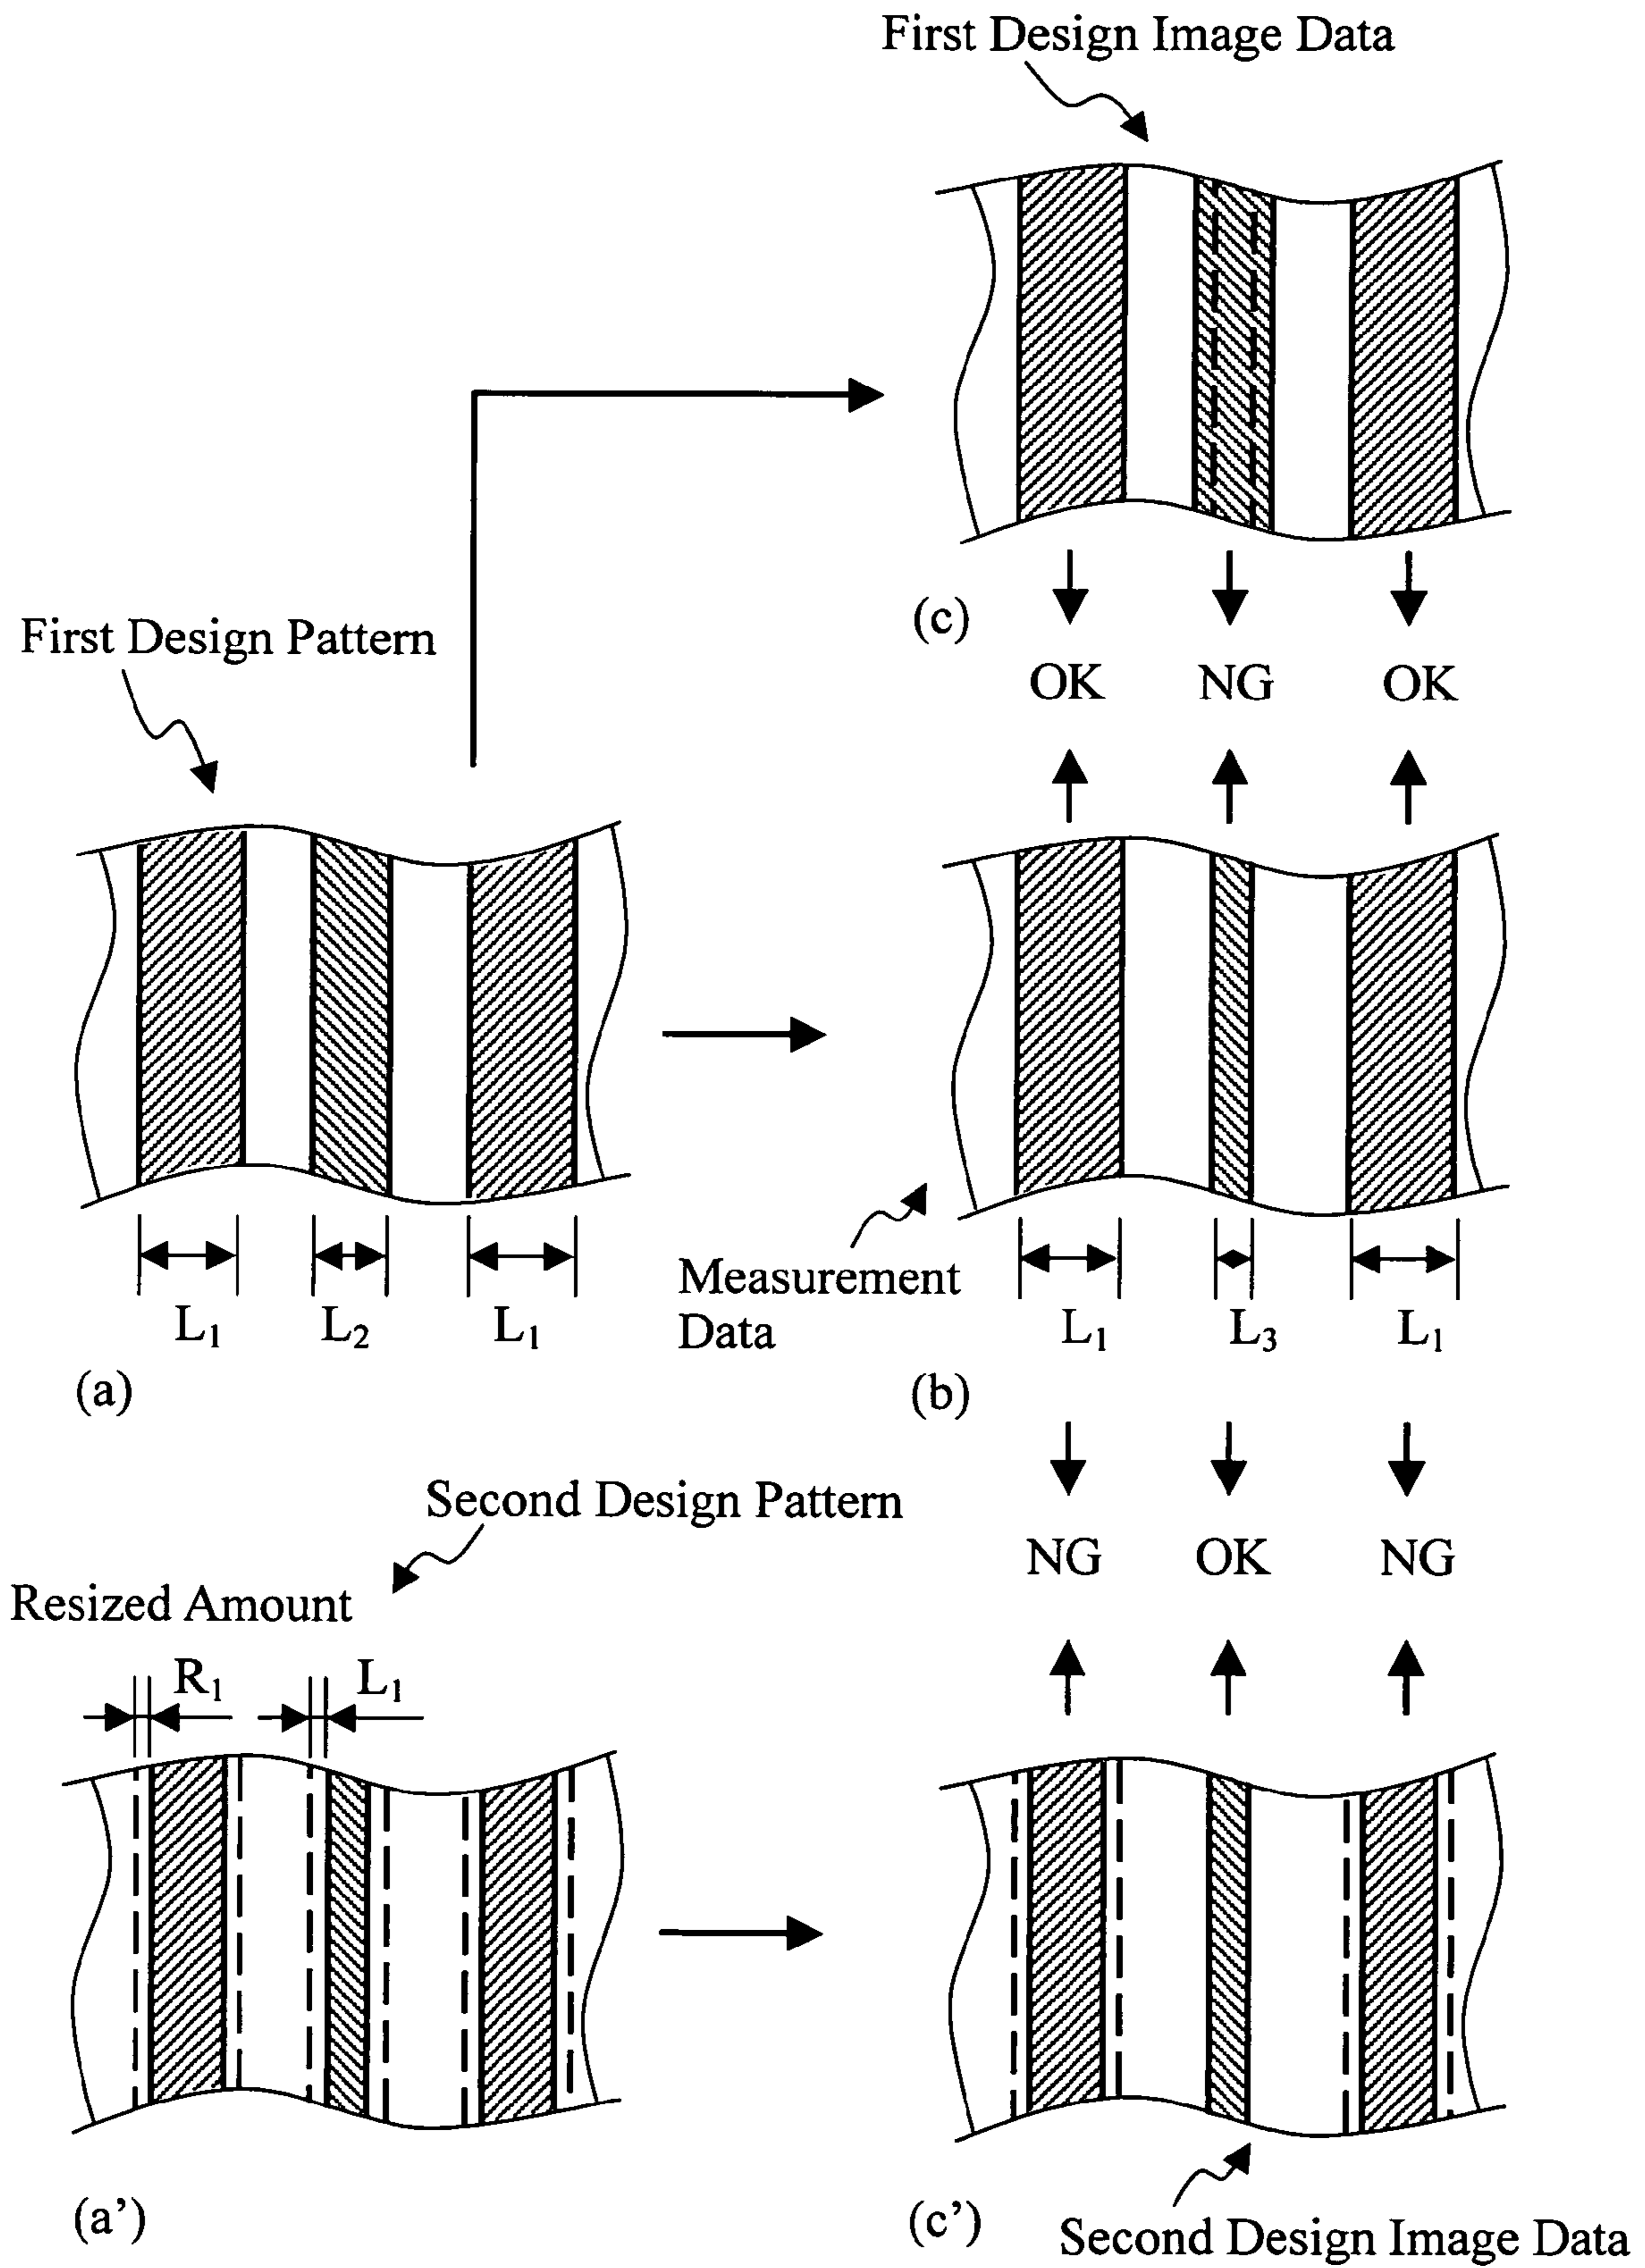 First Design Image Data
(c)
OK NG OK
First Design Pattern
L₁ L₂ L₁
(a)
Measurement
Data
L₁ L₃ L₁
(b)
Second Design Pattern
NG OK NG
Resized Amount
R₁ L₁
(a’)
(c’)
Second Design Image Data